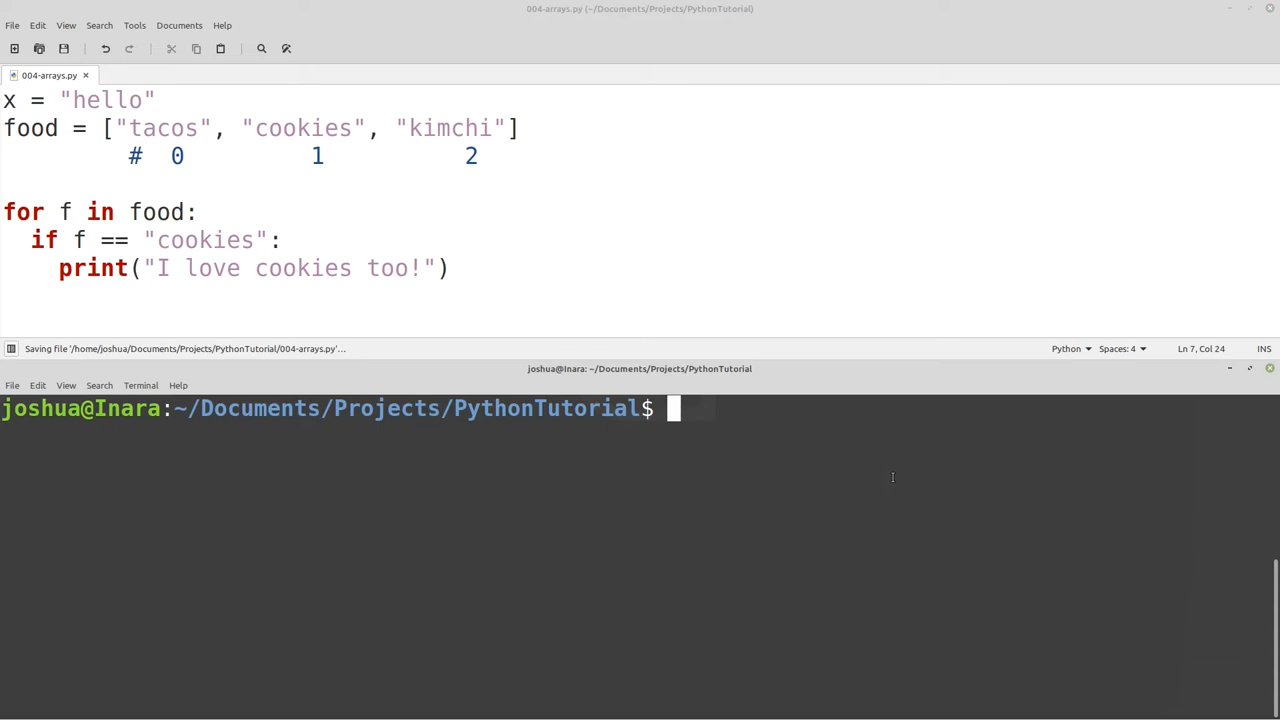 004-arrays.py (~/Documents/Projects/PythonTutorial)
File Edit View Search Tools Documents Help
004-arrays.py ×
x = "hello"
food = ["tacos", "cookies", "kimchi"]
# 0 1 2
for f in food:
if f == "cookies":
print("I love cookies too!")
Saving file '/home/joshua/Documents/Projects/PythonTutorial/004-arrays.py'… Python Spaces: 4 Ln 7, Col 24 INS
joshua@Inara: ~/Documents/Projects/PythonTutorial
File Edit View Search Terminal Help
joshua@Inara:~/Documents/Projects/PythonTutorial$